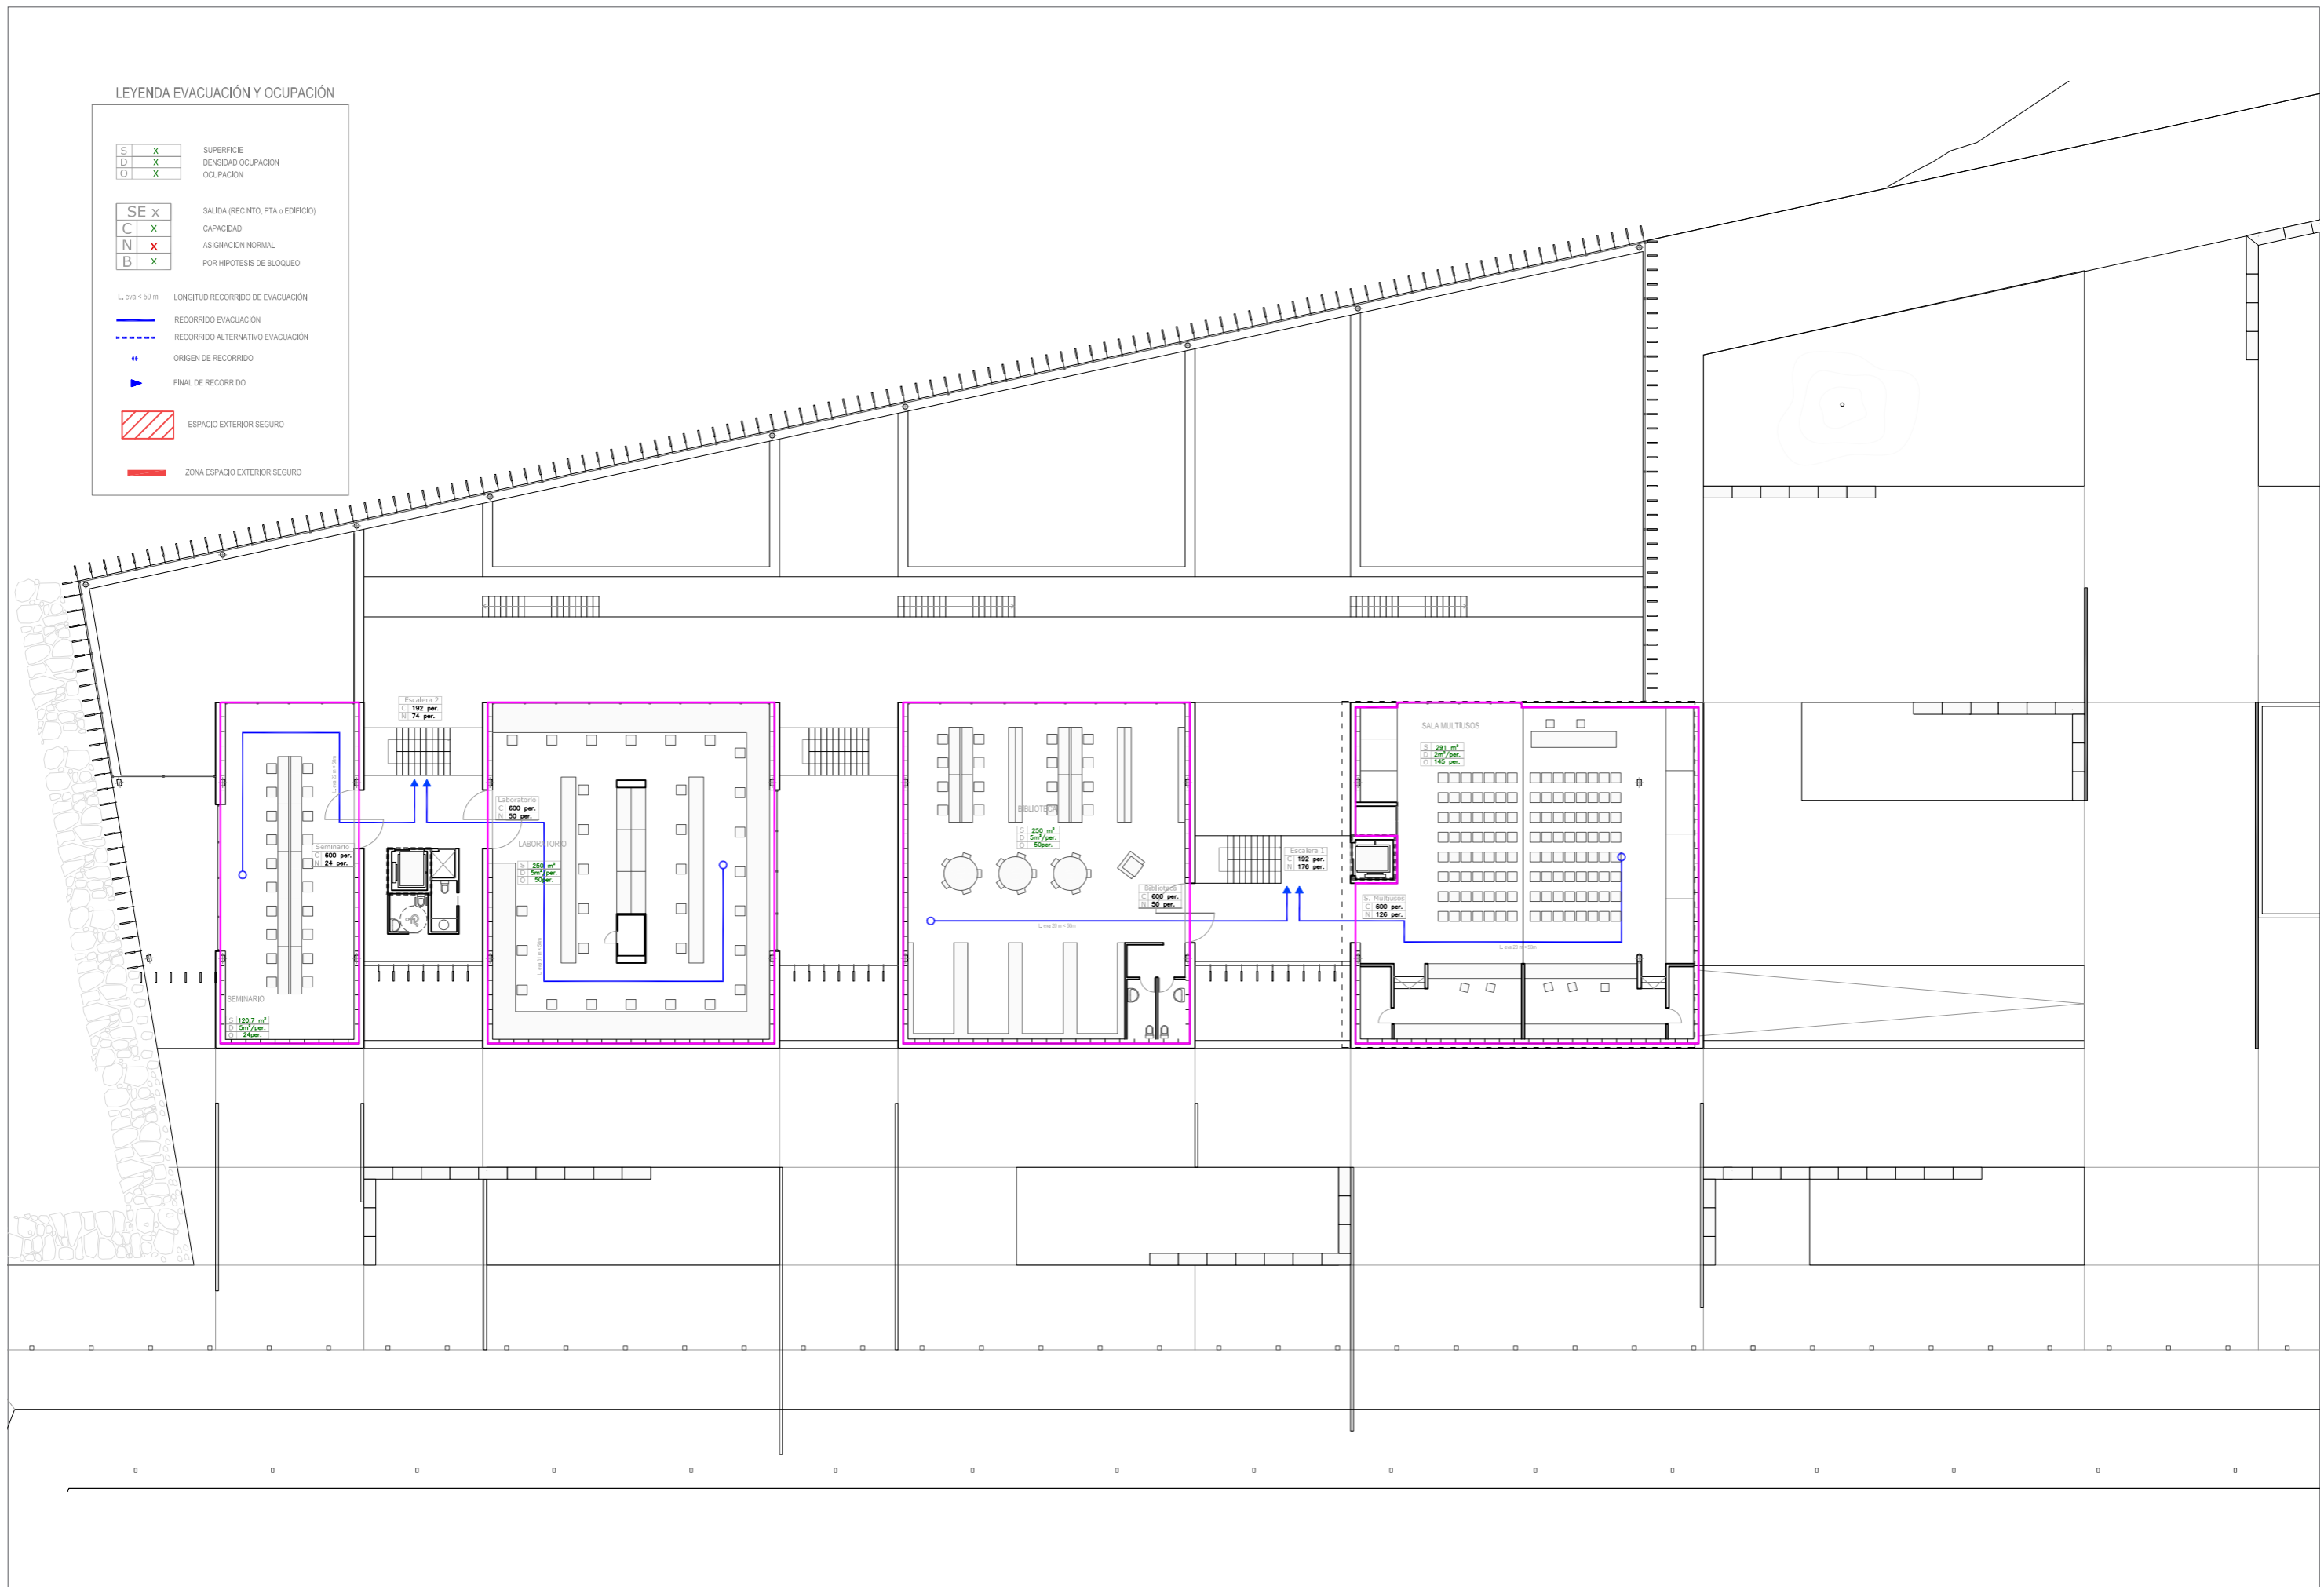 LEYENDA EVACUACIÓN Y OCUPACIÓN
S X SUPERFICIE
D X DENSIDAD OCUPACION
O X OCUPACION
SE X SALIDA (RECINTO, PTA o EDIFICIO)
C X CAPACIDAD
N X ASIGNACION NORMAL
B X POR HIPOTESIS DE BLOQUEO
L. eva < 50 m LONGITUD RECORRIDO DE EVACUACIÓN
RECORRIDO EVACUACIÓN
RECORRIDO ALTERNATIVO EVACUACIÓN
ORIGEN DE RECORRIDO
FINAL DE RECORRIDO
ESPACIO EXTERIOR SEGURO
ZONA ESPACIO EXTERIOR SEGURO
Escalera 2
C 192 per.
N 74 per.
Seminario
C 600 per.
N 24 per.
SEMINARIO
S 120,7 m²
D 5m²/per.
O 24per.
Laboratorio
C 600 per.
N 50 per.
LABORATORIO
S 250 m²
D 5m²/per.
O 50per.
BIBLIOTECA
S 250 m²
D 5m²/per.
O 50per.
Biblioteca
C 600 per.
N 50 per.
Escalera 1
C 192 per.
N 176 per.
SALA MULTIUSOS
S 291 m²
D 2m²/per.
O 145 per.
S. Multiusos
C 600 per.
N 126 per.